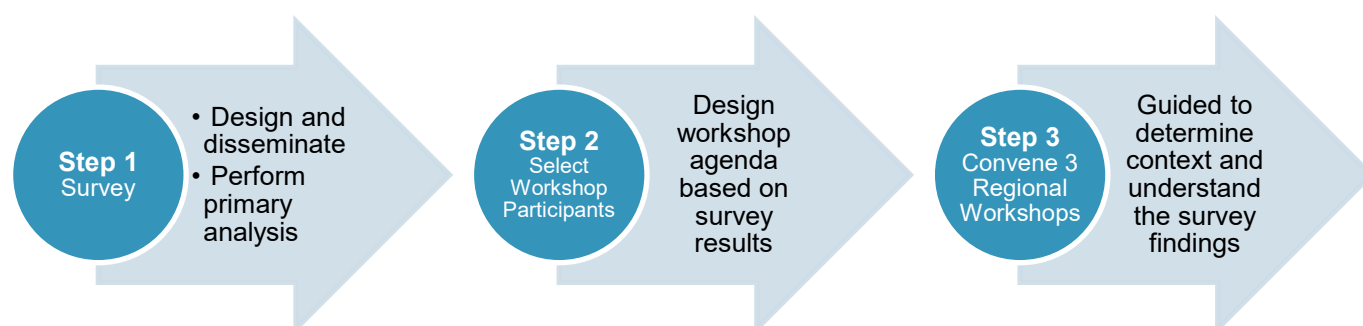 Step 1
Survey
• Design and
disseminate
• Perform
primary
analysis
Step 2
Select
Workshop
Participants
Design
workshop
agenda
based on
survey
results
Step 3
Convene 3
Regional
Workshops
Guided to
determine
context and
understand
the survey
findings